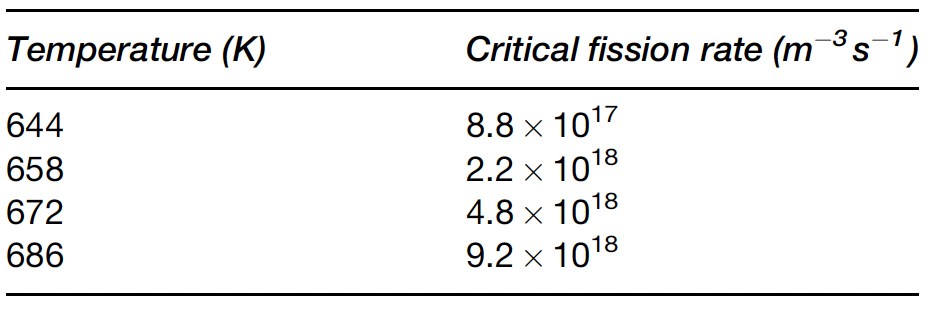 Temperature (K) Critical fission rate (m⁻³ s⁻¹)
644 8.8 × 10¹⁷
658 2.2 × 10¹⁸
672 4.8 × 10¹⁸
686 9.2 × 10¹⁸